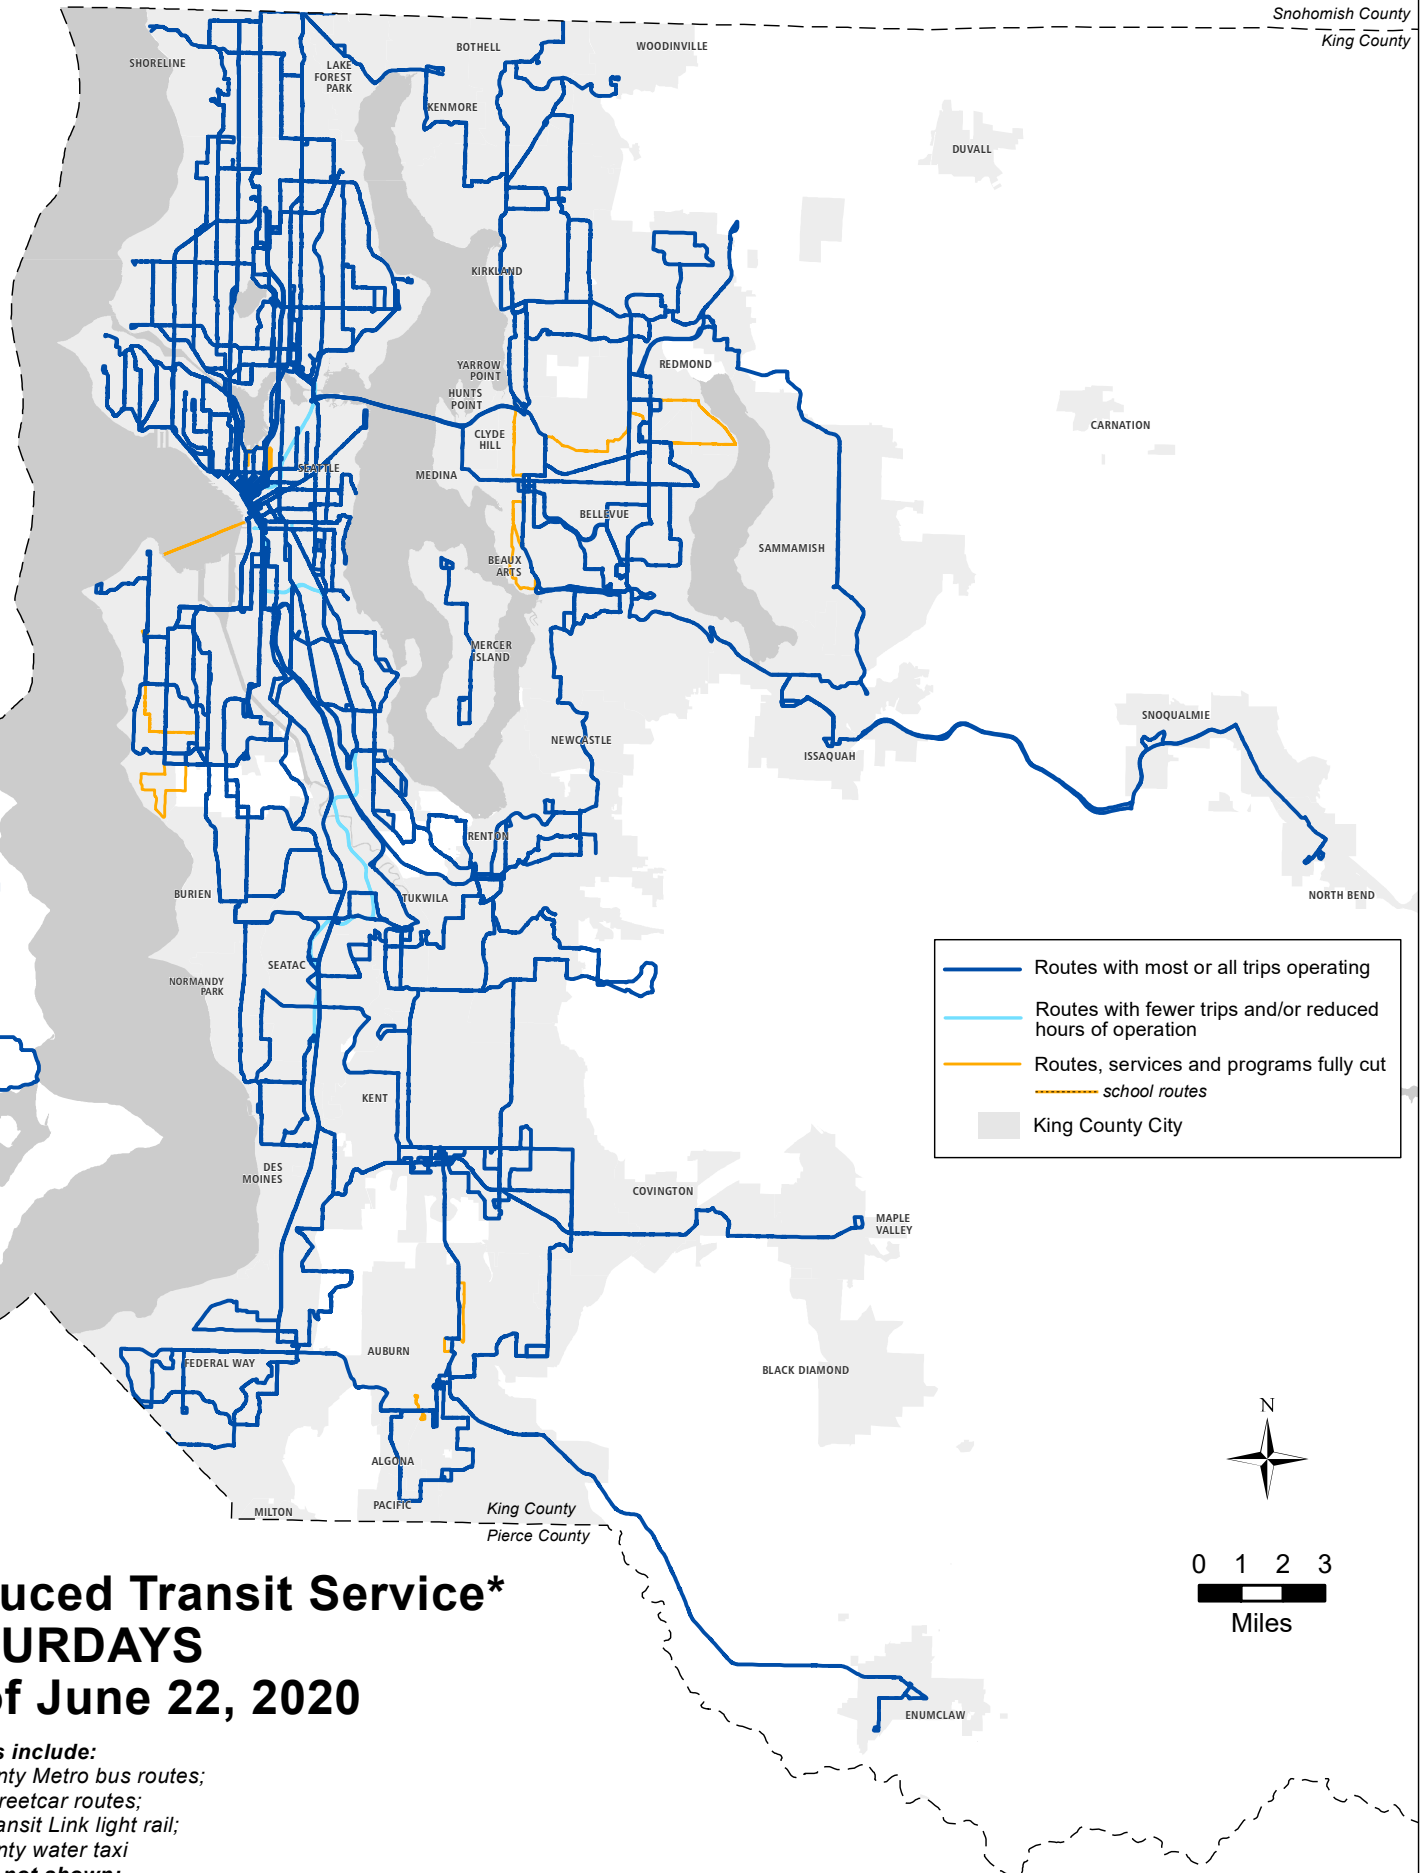 Snohomish County
King County
SHORELINE
LAKE
FOREST
PARK
BOTHELL
WOODINVILLE
KENMORE
DUVALL
KIRKLAND
YARROW
POINT
HUNTS
POINT
REDMOND
CLYDE
HILL
CARNATION
SEATTLE
MEDINA
BELLEVUE
SAMMAMISH
BEAUX
ARTS
MERCER
ISLAND
SNOQUALMIE
NEWCASTLE
ISSAQUAH
RENTON
BURIEN
TUKWILA
NORTH BEND
SEATAC
NORMANDY
PARK
Routes with most or all trips operating
Routes with fewer trips and/or reduced
hours of operation
Routes, services and programs fully cut
school routes
King County City
KENT
DES
MOINES
COVINGTON
MAPLE
VALLEY
AUBURN
FEDERAL WAY
BLACK DIAMOND
N
ALGONA
PACIFIC
MILTON
King County
Pierce County
0 1 2 3
Miles
uced Transit Service*
URDAYS
of June 22, 2020
ENUMCLAW
s include:
nty Metro bus routes;
reetcar routes;
ansit Link light rail;
nty water taxi
not shown: